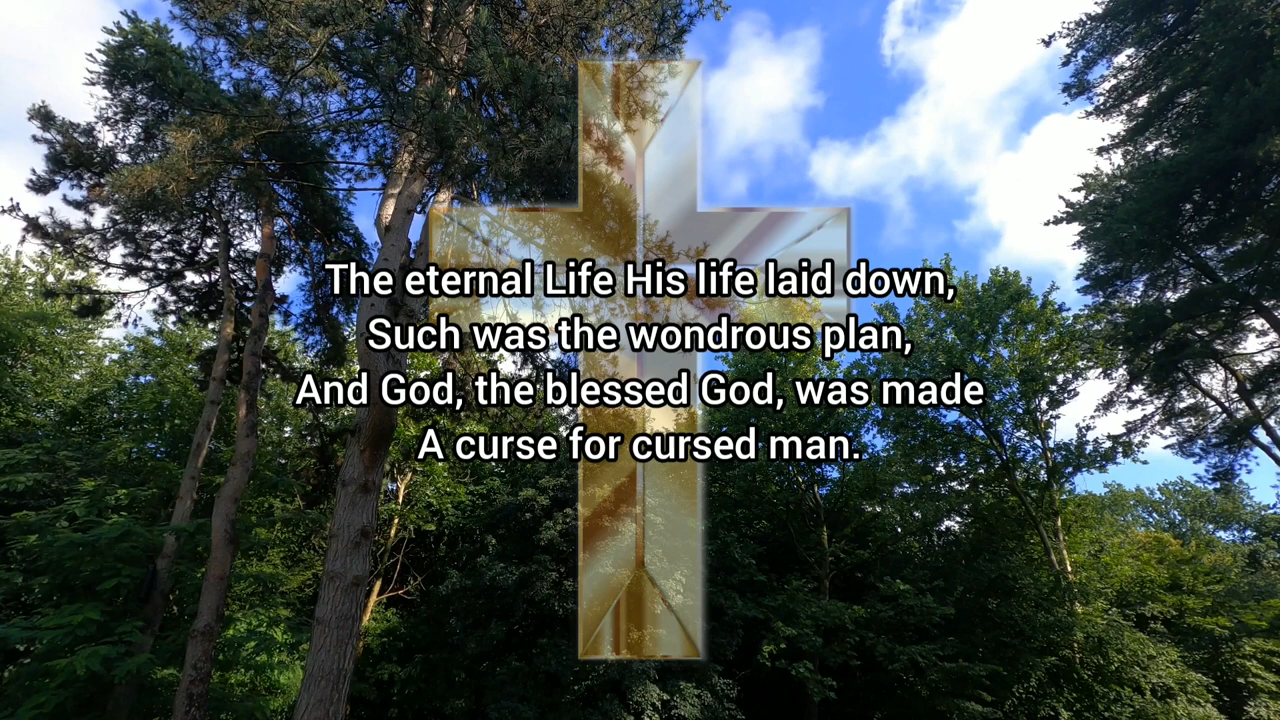 The eternal Life His life laid down,
Such was the wondrous plan,
And God, the blessed God, was made
A curse for cursed man.